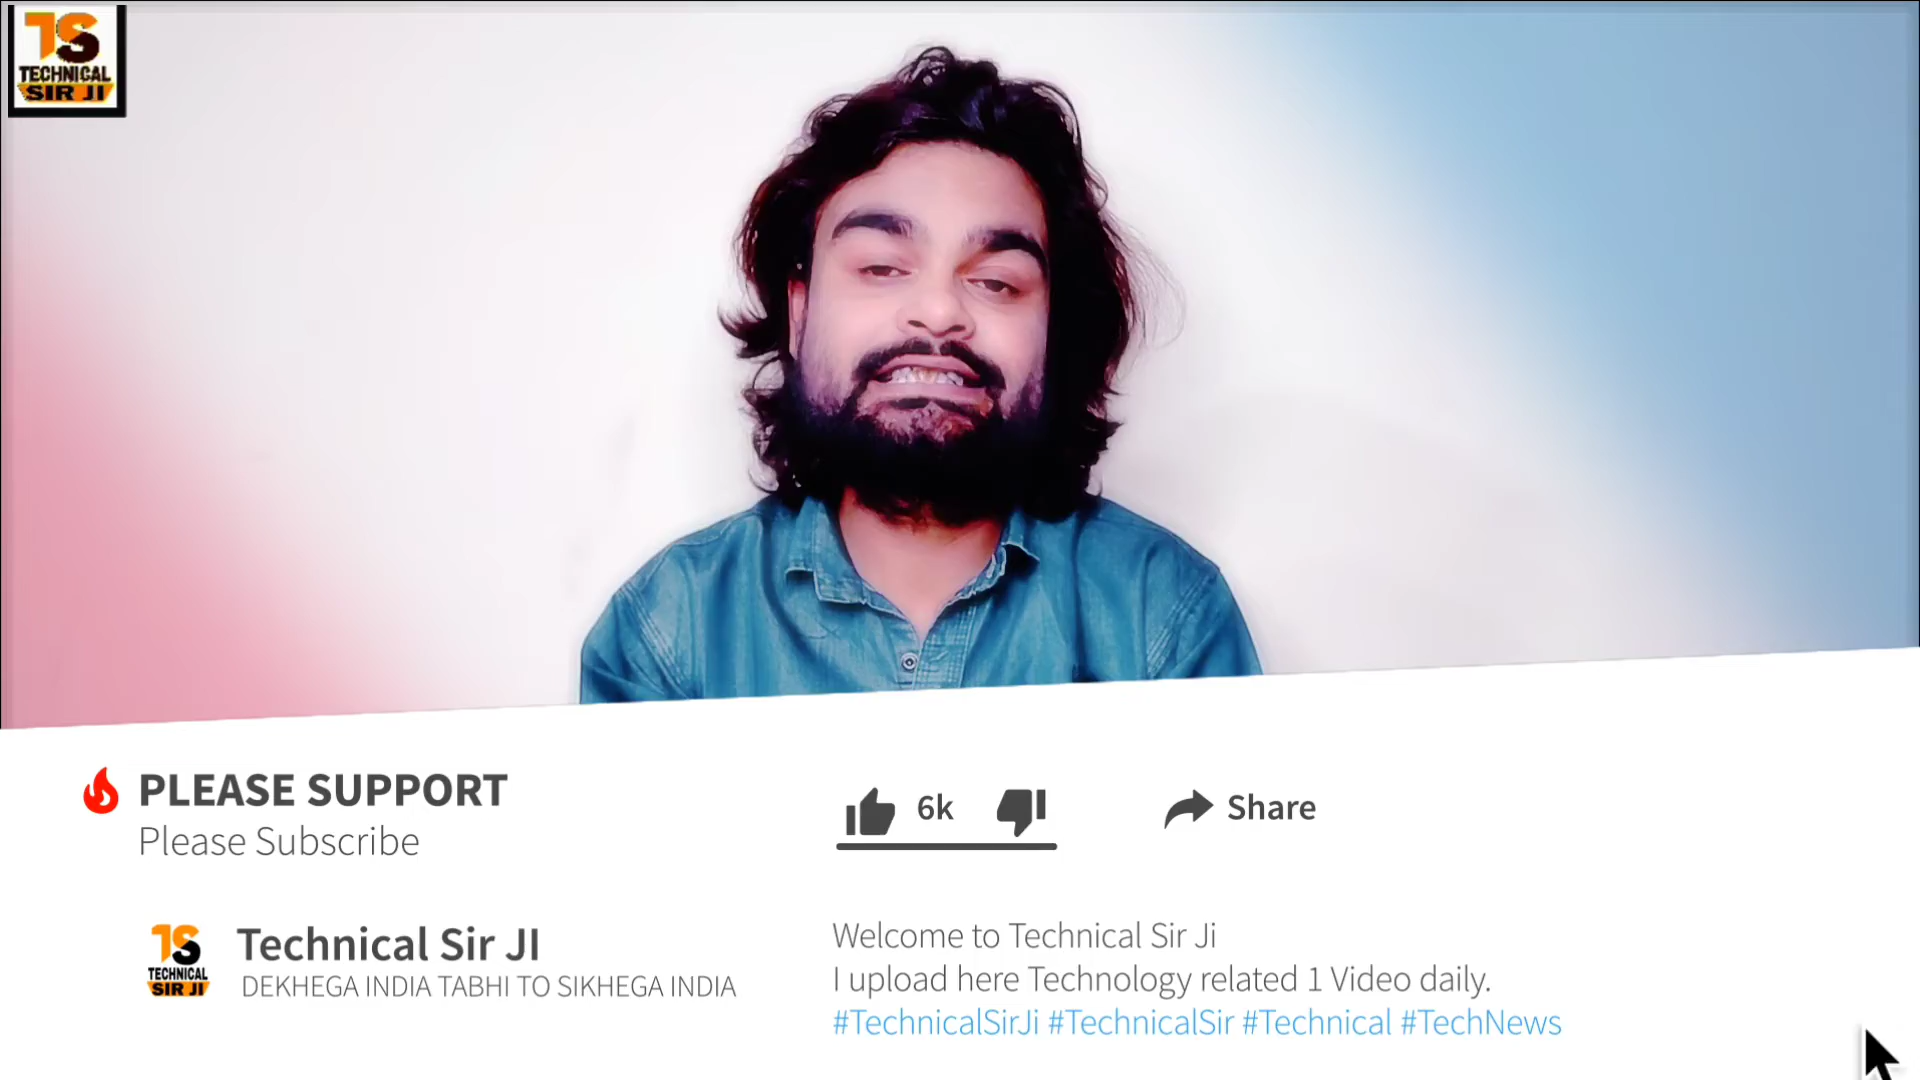 TS
TECHNICAL
SIR JI
PLEASE SUPPORT
Please Subscribe
6k
Share
TS
TECHNICAL
SIR JI
Technical Sir JI
DEKHEGA INDIA TABHI TO SIKHEGA INDIA
Welcome to Technical Sir Ji
I upload here Technology related 1 Video daily.
#TechnicalSirJi #TechnicalSir #Technical #TechNews